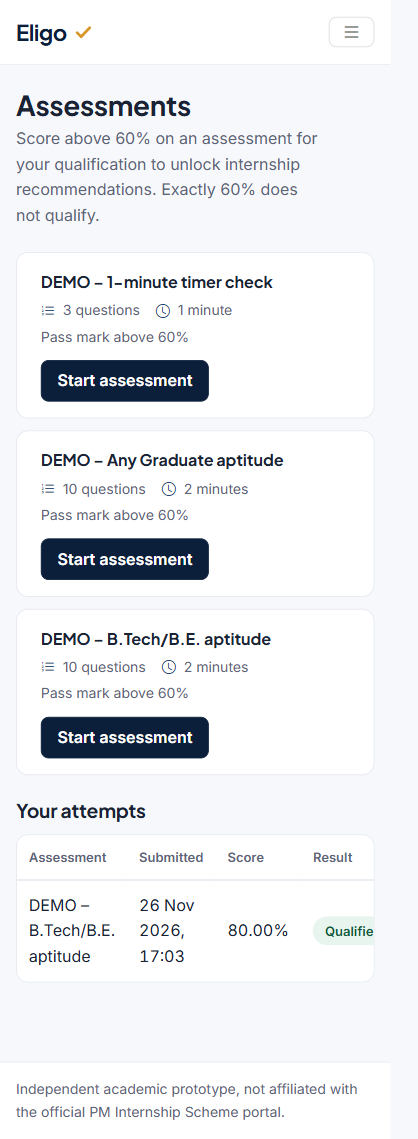 Eligo
Assessments
Score above 60% on an assessment for
your qualification to unlock internship
recommendations. Exactly 60% does
not qualify.
DEMO – 1-minute timer check
3 questions 1 minute
Pass mark above 60%
Start assessment
DEMO – Any Graduate aptitude
10 questions 2 minutes
Pass mark above 60%
Start assessment
DEMO – B.Tech/B.E. aptitude
10 questions 2 minutes
Pass mark above 60%
Start assessment
Your attempts
Assessment Submitted Score Result
DEMO – 26 Nov
B.Tech/B.E. 2026, 80.00% Qualifie
aptitude 17:03
Independent academic prototype, not affiliated with
the official PM Internship Scheme portal.